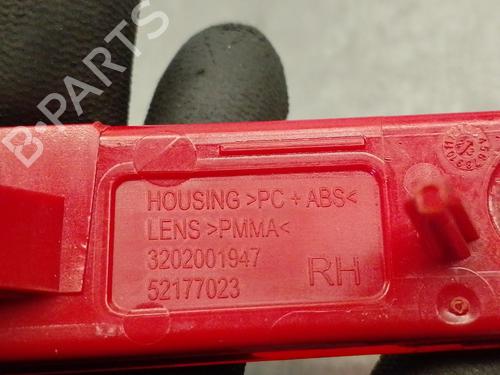 B-PARTS
HOUSING >PC + ABS<
LENS >PMMA<
3202001947
RH
52177023